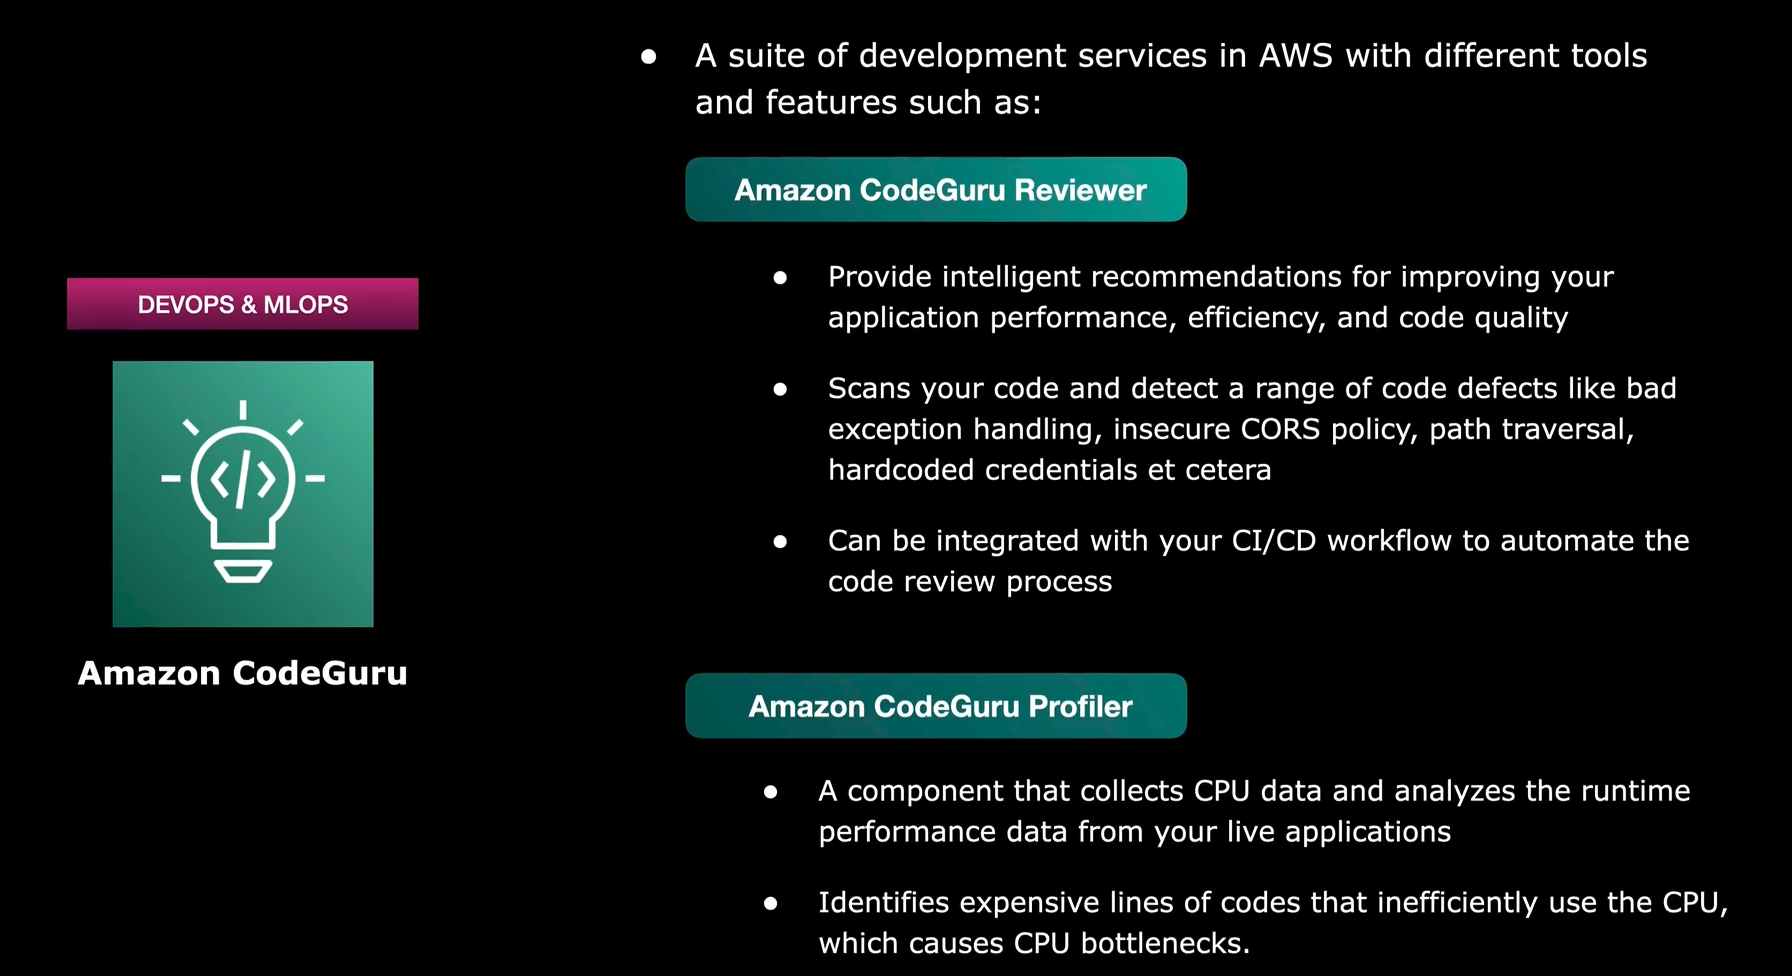 DEVOPS & MLOPS
</>
Amazon CodeGuru
● A suite of development services in AWS with different tools
and features such as:
Amazon CodeGuru Reviewer
● Provide intelligent recommendations for improving your
application performance, efficiency, and code quality
● Scans your code and detect a range of code defects like bad
exception handling, insecure CORS policy, path traversal,
hardcoded credentials et cetera
● Can be integrated with your CI/CD workflow to automate the
code review process
Amazon CodeGuru Profiler
● A component that collects CPU data and analyzes the runtime
performance data from your live applications
● Identifies expensive lines of codes that inefficiently use the CPU,
which causes CPU bottlenecks.